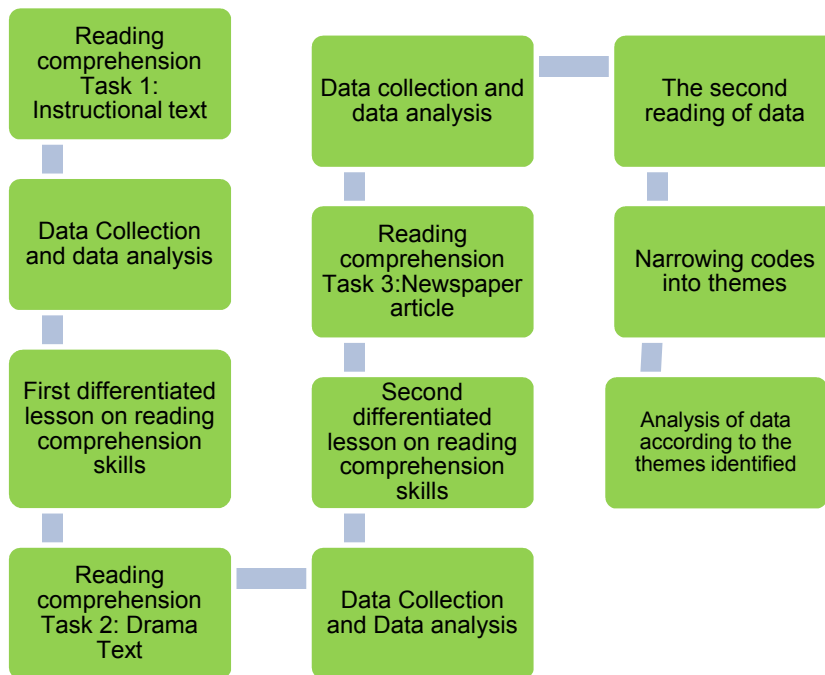 Reading
comprehension
Task 1:
Instructional text
Data Collection
and data analysis
First differentiated
lesson on reading
comprehension
skills
Reading
comprehension
Task 2: Drama
Text
Data Collection
and Data analysis
Second
differentiated
lesson on reading
comprehension
skills
Reading
comprehension
Task 3:Newspaper
article
Data collection and
data analysis
The second
reading of data
Narrowing codes
into themes
Analysis of data
according to the
themes identified